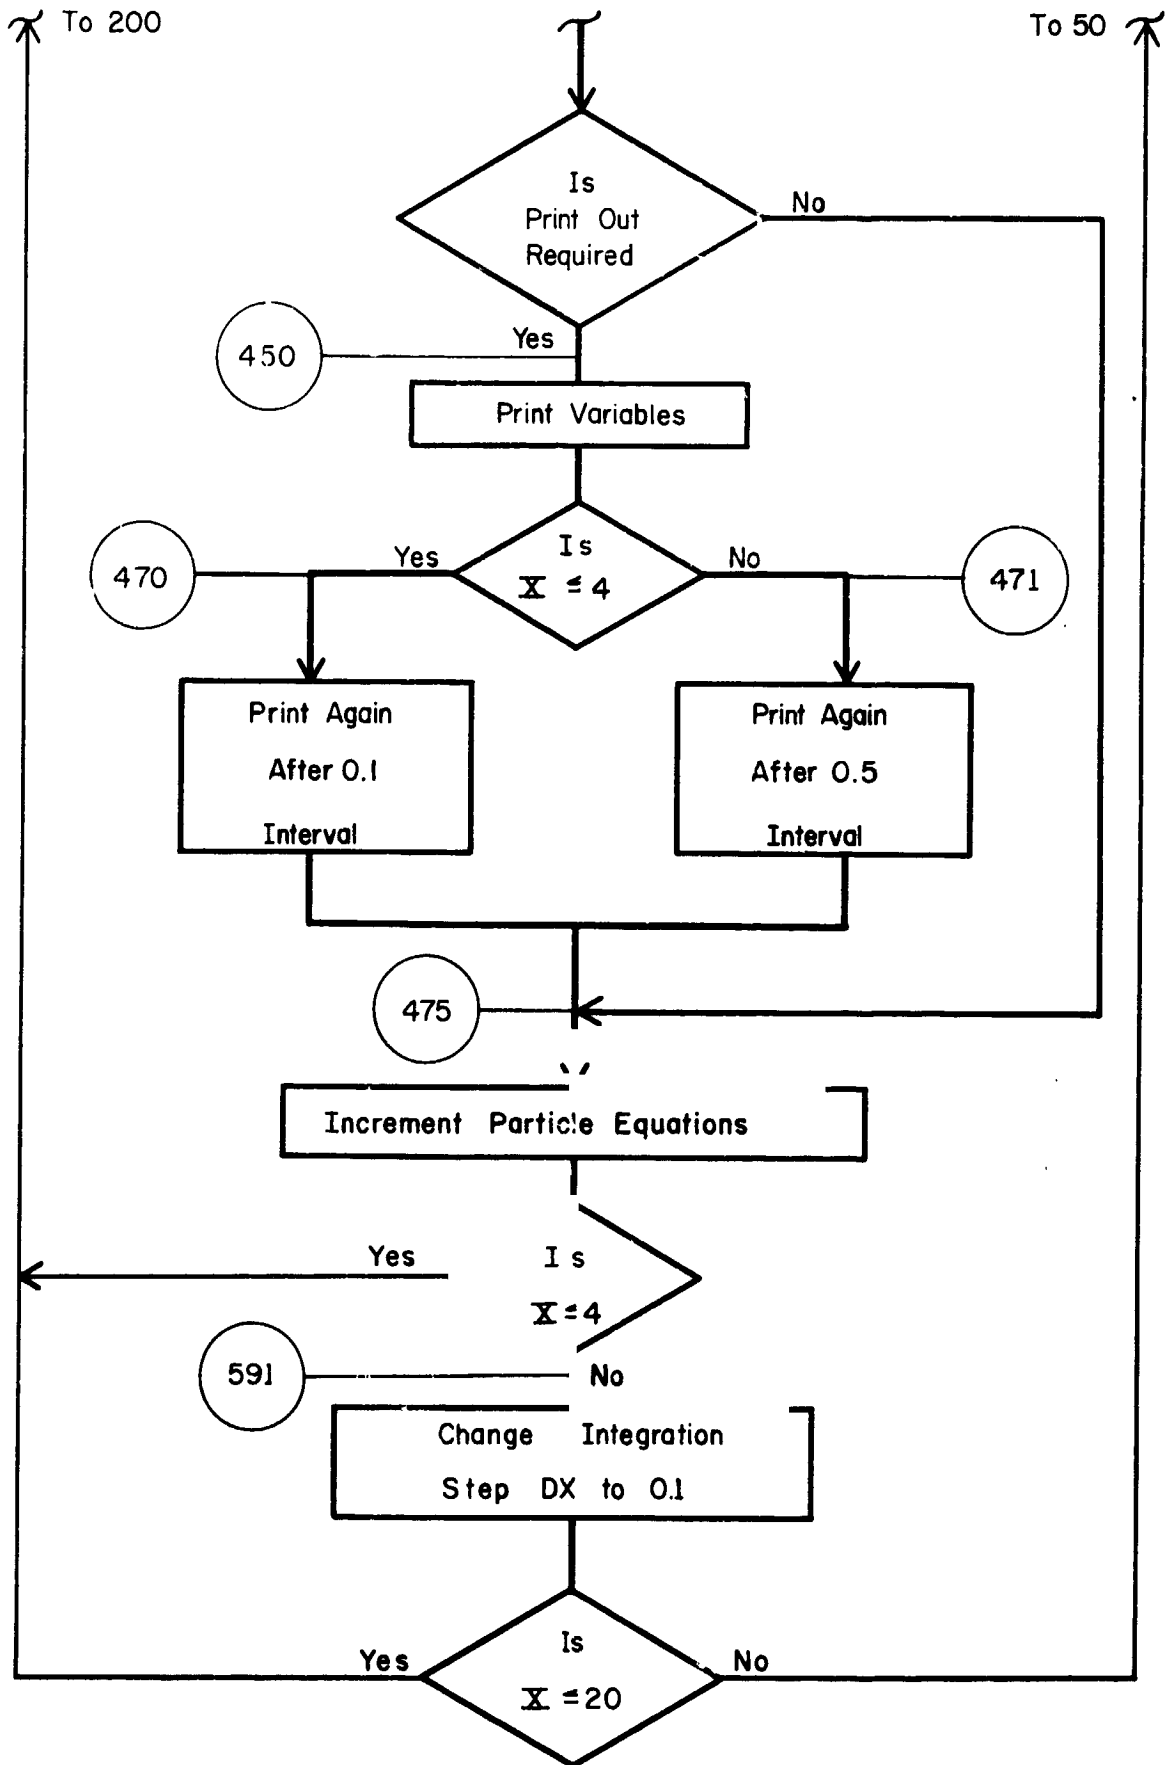 To 200
To 50
Is
Print Out
Required
No
Yes
450
Print Variables
Yes
Is
X ≤ 4
No
470
471
Print Again
After 0.1
Interval
Print Again
After 0.5
Interval
475
Increment Particle Equations
Yes
Is
X ≤ 4
591
No
Change Integration
Step DX to 0.1
Yes
Is
X ≤ 20
No